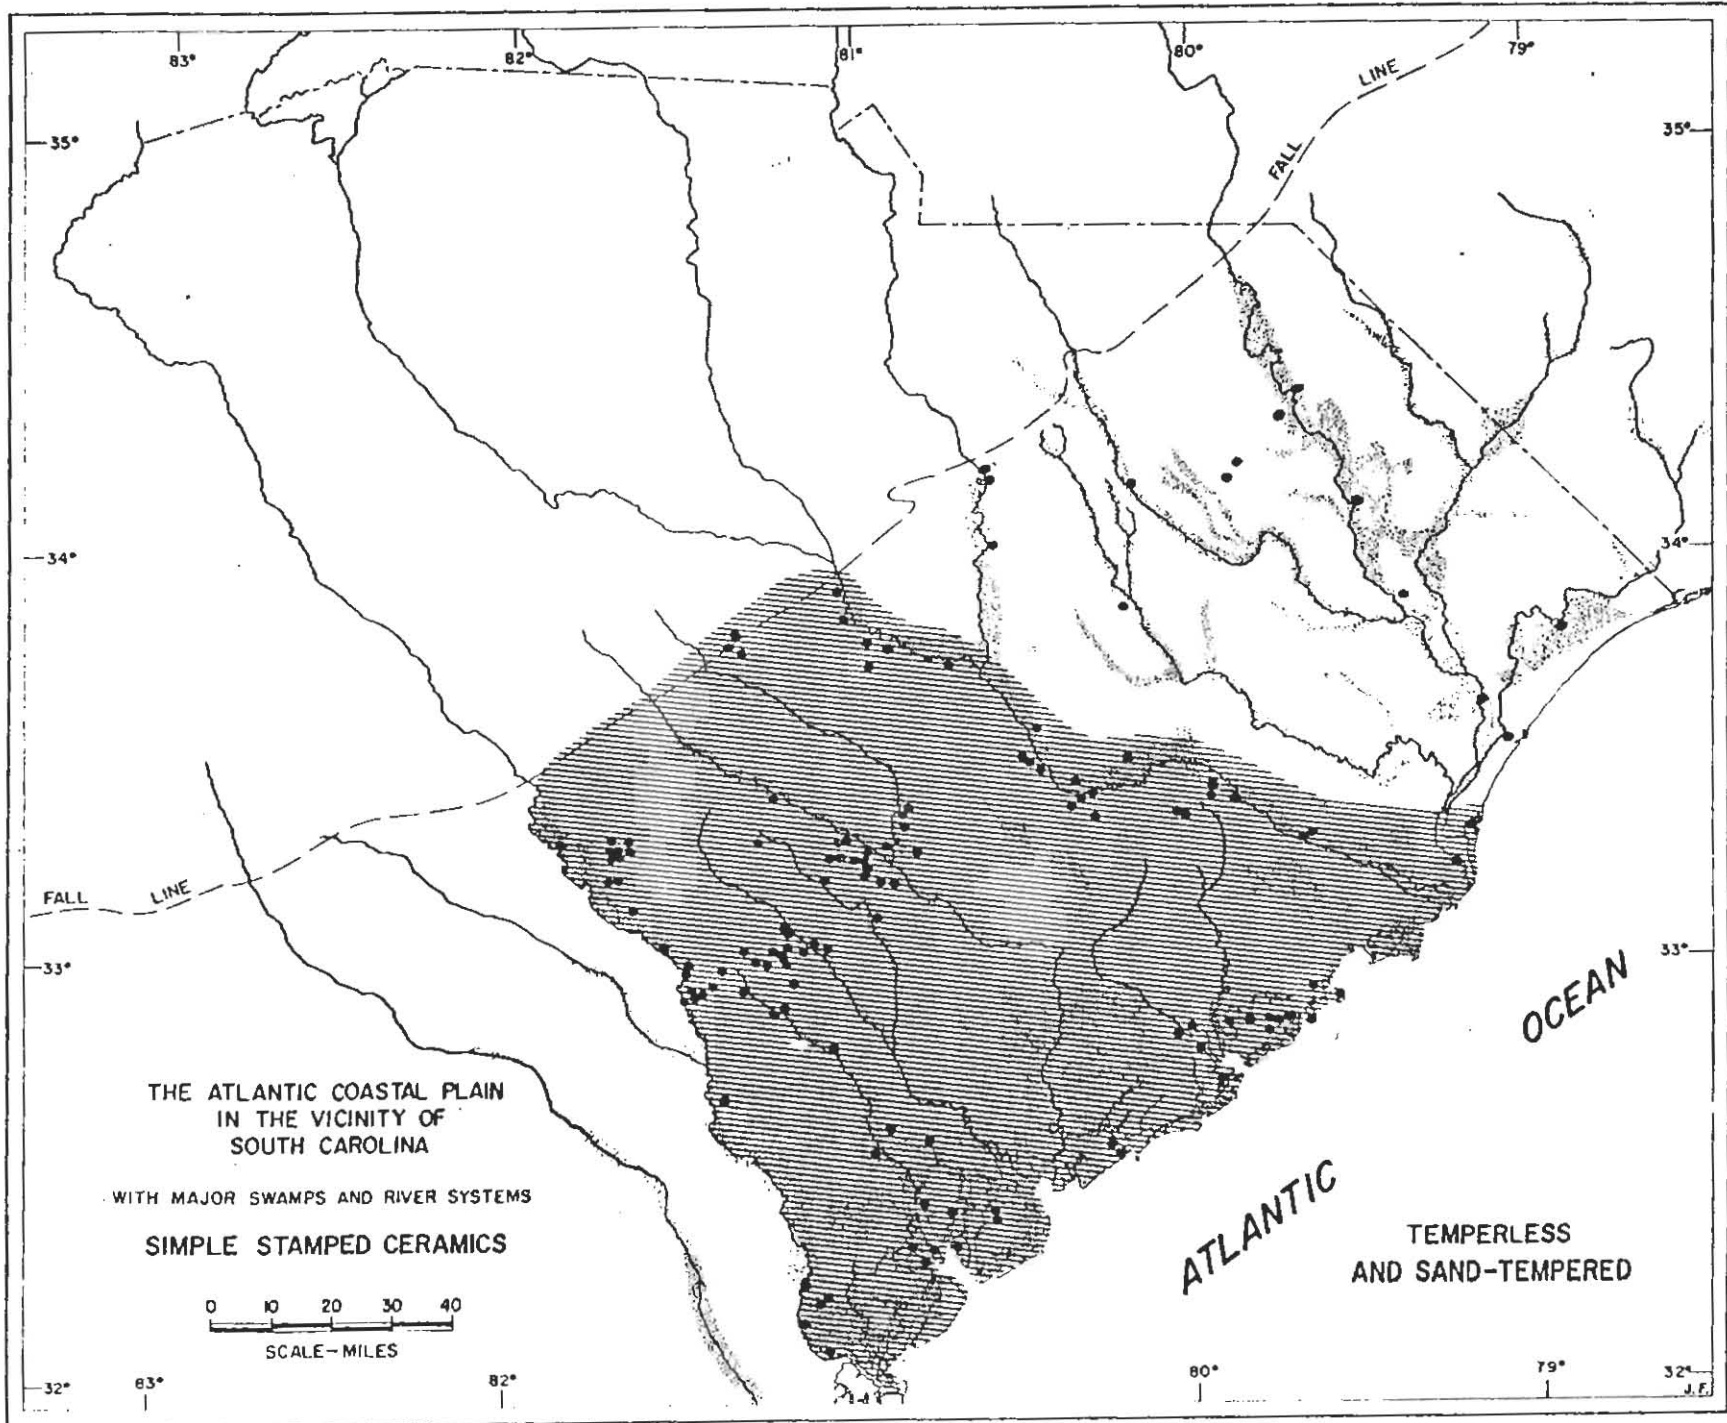 83°
82°
81°
80°
79°
LINE
FALL
35°
35°
34°
34°
FALL
LINE
33°
33°
OCEAN
ATLANTIC
THE ATLANTIC COASTAL PLAIN
IN THE VICINITY OF
SOUTH CAROLINA
WITH MAJOR SWAMPS AND RIVER SYSTEMS
SIMPLE STAMPED CERAMICS
0 10 20 30 40
SCALE-MILES
TEMPERLESS
AND SAND-TEMPERED
32°
83°
82°
80°
79°
32°
J.F.